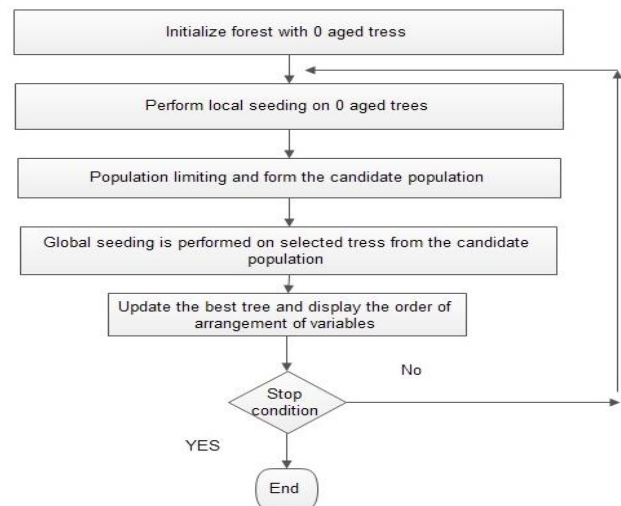 Initialize forest with 0 aged tress
Perform local seeding on 0 aged trees
Population limiting and form the candidate population
Global seeding is performed on selected tress from the candidate
population
Update the best tree and display the order of
arrangement of variables
No
Stop
condition
YES
End